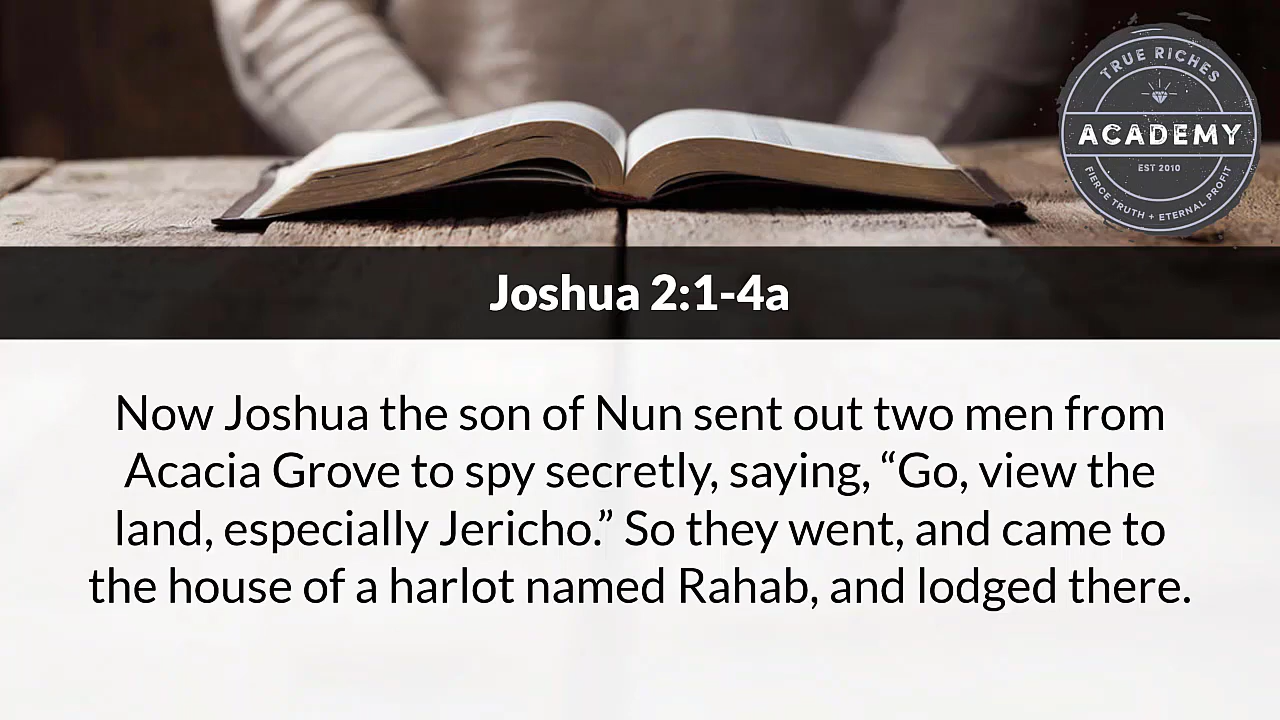 TRUE RICHES
ACADEMY
EST 2010
FIERCE TRUTH + ETERNAL PROFIT
Joshua 2:1-4a
Now Joshua the son of Nun sent out two men from
Acacia Grove to spy secretly, saying, “Go, view the
land, especially Jericho.” So they went, and came to
the house of a harlot named Rahab, and lodged there.